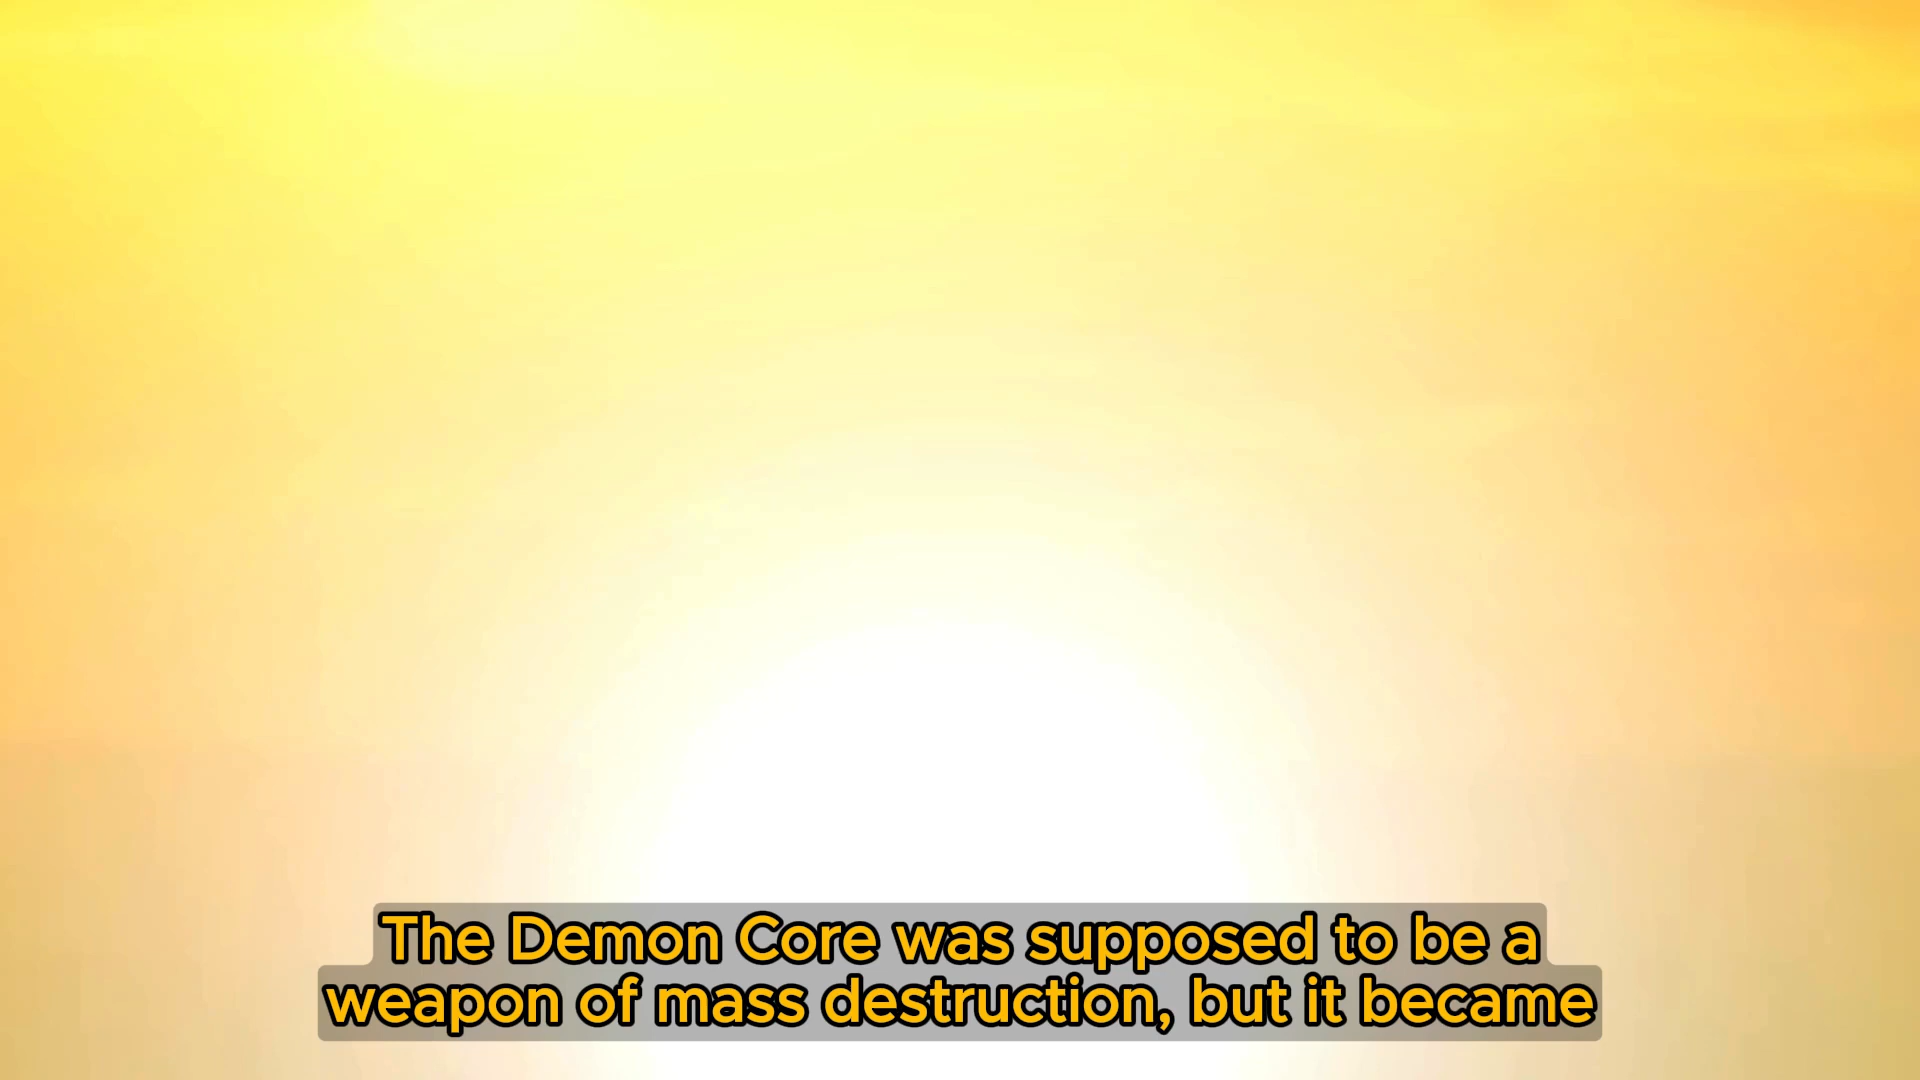 The Demon Core was supposed to be a
weapon of mass destruction, but it became